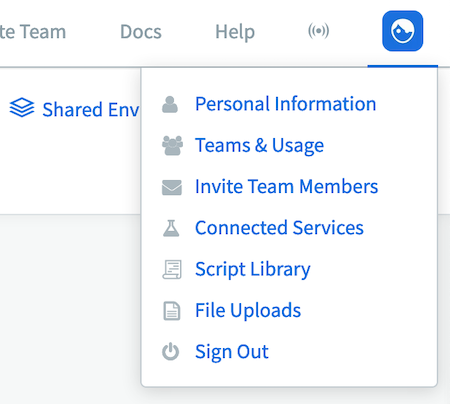 te Team Docs Help
Shared Env
Personal Information
Teams & Usage
Invite Team Members
Connected Services
Script Library
File Uploads
Sign Out